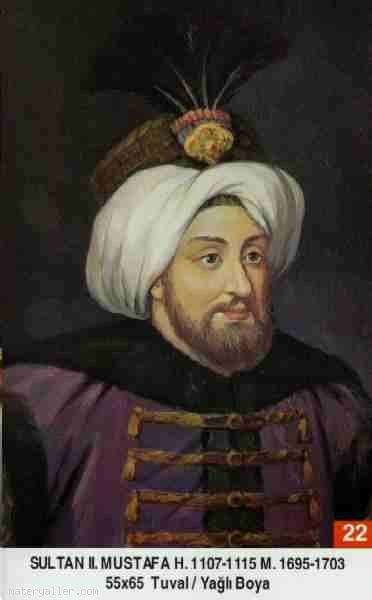 22
SULTAN II. MUSTAFA H. 1107-1115 M. 1695-1703
55x65 Tuval / Yağlı Boya
materyaller.com